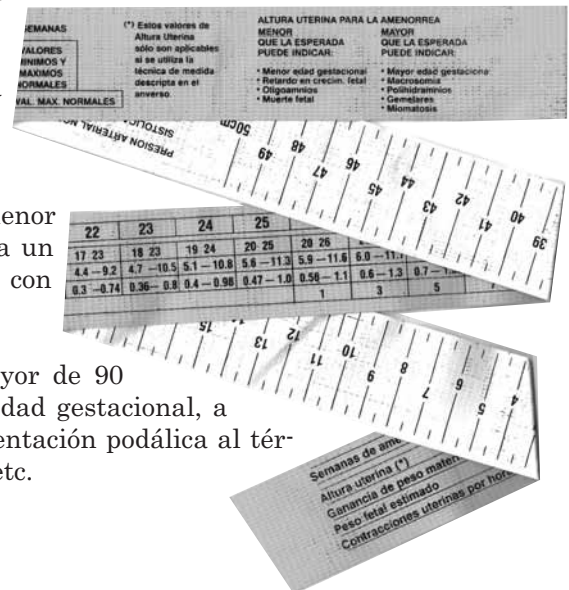 SEMANAS
VALORES
MINIMOS Y
MAXIMOS
NORMALES
VAL. MAX. NORMALES
(*) Estos valores de
Altura Uterina
sólo son aplicables
si se utiliza la
técnica de medida
descripta en el
anverso.
ALTURA UTERINA PARA LA AMENORREA
MENOR
QUE LA ESPERADA
PUEDE INDICAR:
• Menor edad gestacional
• Retardo en crecim. fetal
• Oligoamnios
• Muerte fetal
MAYOR
QUE LA ESPERADA
PUEDE INDICAR:
• Mayor edad gestaciona
• Macrosomía
• Polihidramnios
• Gemelares
• Miomatosis
PRESION ARTERIAL
SISTOLIC
50cm 49 48 47 46 45 44 43 42 41 40 39
enor
a un
con
22 23 24 25
17 23 18 23 19 24 20 25 20 26
4.4 – 9.2 4.7 – 10.5 5.1 – 10.8 5.6 – 11.3 5.9 – 11.6 6.0 – 11.
0.3 – 0.74 0.36 – 0.8 0.4 – 0.98 0.47 – 1.0 0.58 – 1.1 0.6 – 1.3 0.7 –
1 3 5
15 13 12 11 10 9 8 7 6 5 4
yor de 90
dad gestacional, a
entación podálica al tér-
etc.
Semanas de ame
Altura uterina (*)
Ganancia de peso mater
Peso fetal estimado
Contracciones uterinas por hor